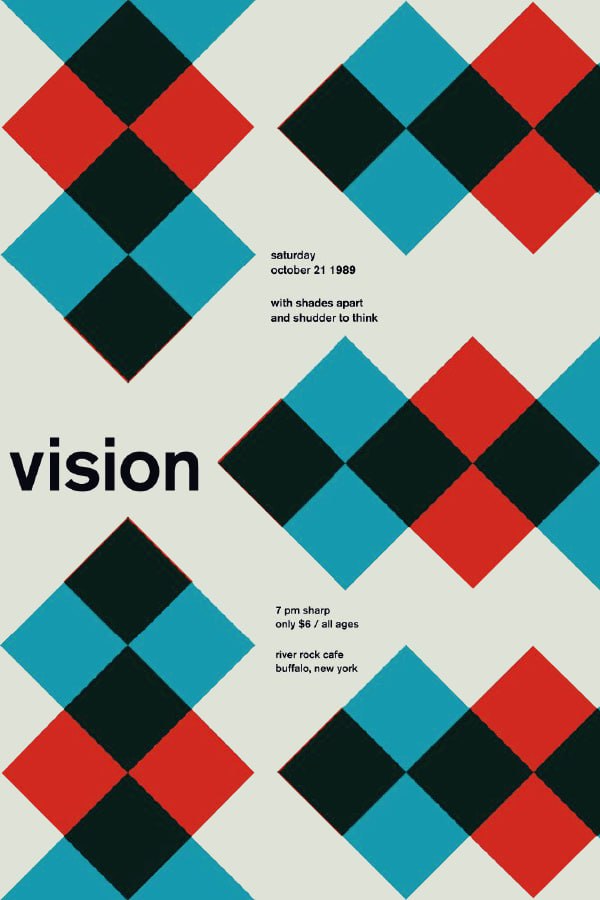 saturday
october 21 1989
with shades apart
and shudder to think
vision
7 pm sharp
only $6 / all ages
river rock cafe
buffalo, new york